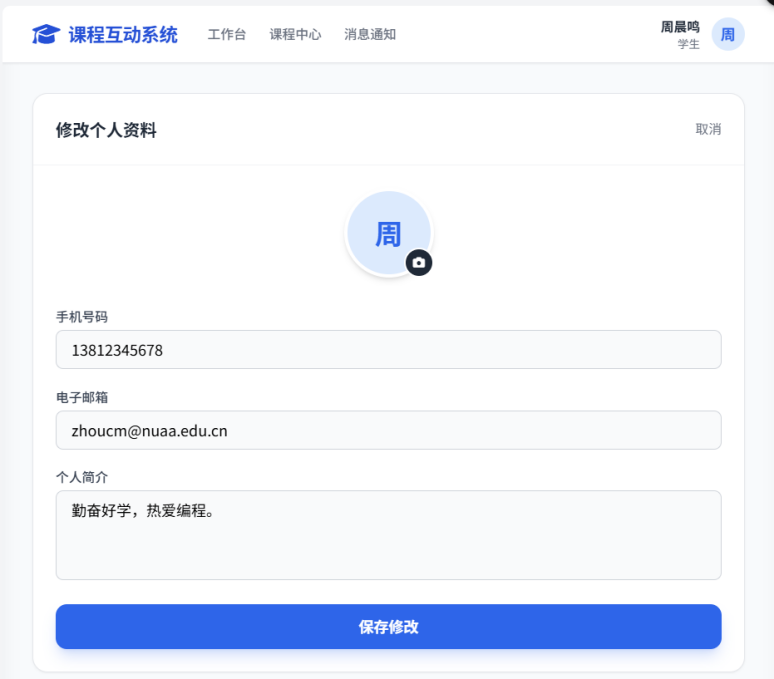 课程互动系统 工作台 课程中心 消息通知 周晨鸣
学生
周
修改个人资料 取消
周
手机号码
13812345678
电子邮箱
zhoucm@nuaa.edu.cn
个人简介
勤奋好学，热爱编程。
保存修改